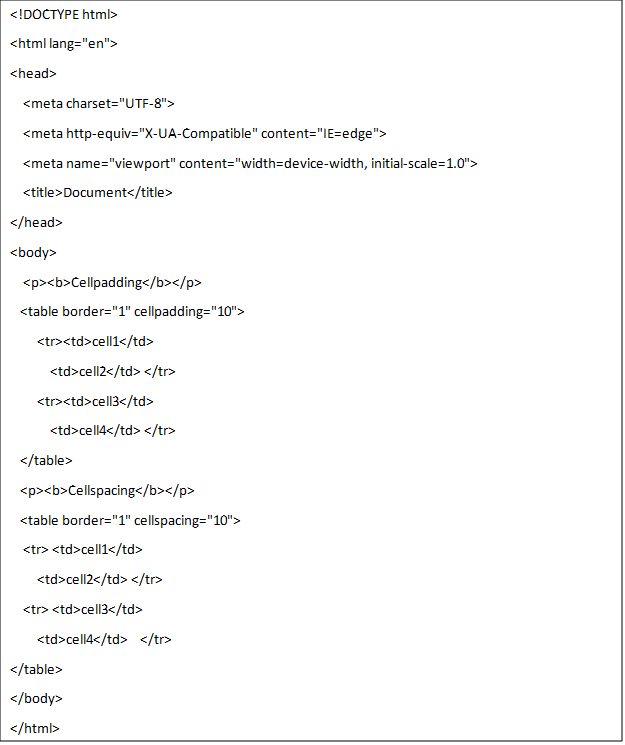 <!DOCTYPE html>
<html lang="en">
<head>
<meta charset="UTF-8">
<meta http-equiv="X-UA-Compatible" content="IE=edge">
<meta name="viewport" content="width=device-width, initial-scale=1.0">
<title>Document</title>
</head>
<body>
<p><b>Cellpadding</b></p>
<table border="1" cellpadding="10">
<tr><td>cell1</td>
<td>cell2</td> </tr>
<tr><td>cell3</td>
<td>cell4</td> </tr>
</table>
<p><b>Cellspacing</b></p>
<table border="1" cellspacing="10">
<tr> <td>cell1</td>
<td>cell2</td> </tr>
<tr> <td>cell3</td>
<td>cell4</td>    </tr>
</table>
</body>
</html>